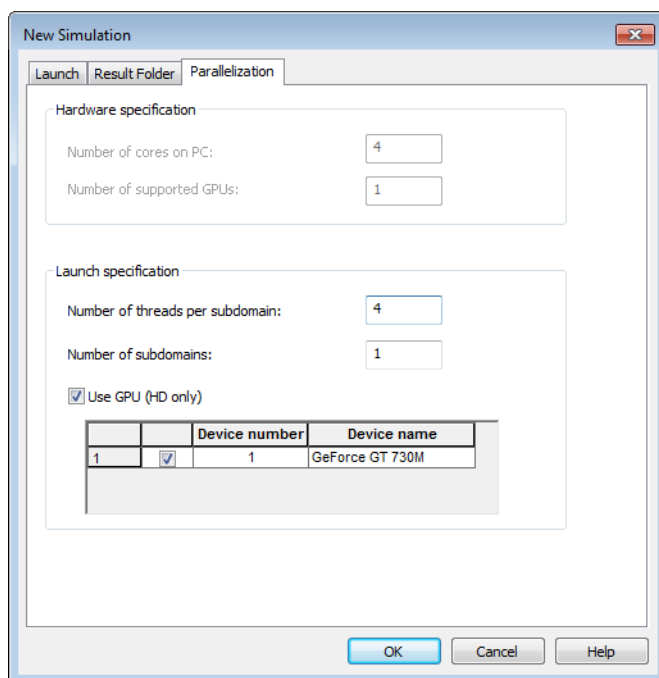 New Simulation
Launch Result Folder Parallelization
Hardware specification
Number of cores on PC: 4
Number of supported GPUs: 1
Launch specification
Number of threads per subdomain: 4
Number of subdomains: 1
Use GPU (HD only)
Device number Device name
1 1 GeForce GT 730M
OK Cancel Help